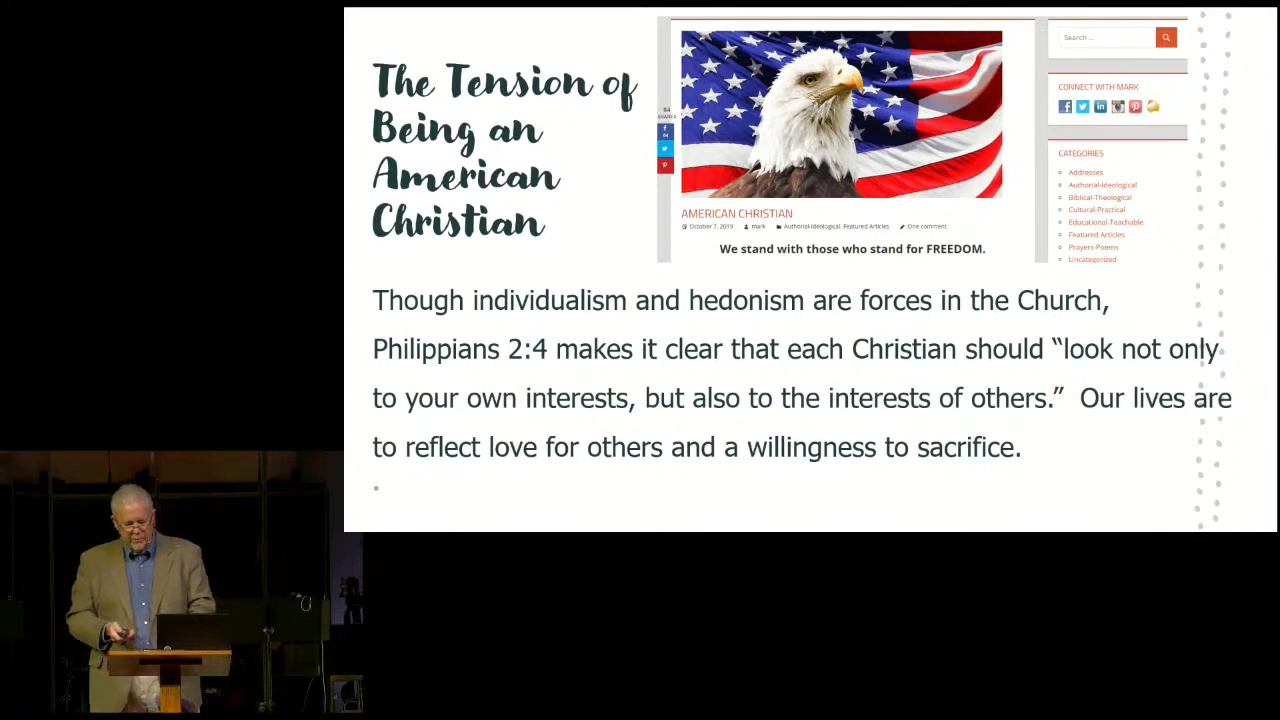 The Tension of
Being an
American
Christian
64
SHARES
64
AMERICAN CHRISTIAN
October 7, 2019 mark Authorial-Ideological, Featured Articles One comment
We stand with those who stand for FREEDOM.
Search ...
CONNECT WITH MARK
CATEGORIES
Addresses
Authorial-Ideological
Biblical-Theological
Cultural-Practical
Educational-Teachable
Featured Articles
Prayers-Poems
Uncategorized
Though individualism and hedonism are forces in the Church,
Philippians 2:4 makes it clear that each Christian should “look not only
to your own interests, but also to the interests of others.” Our lives are
to reflect love for others and a willingness to sacrifice.